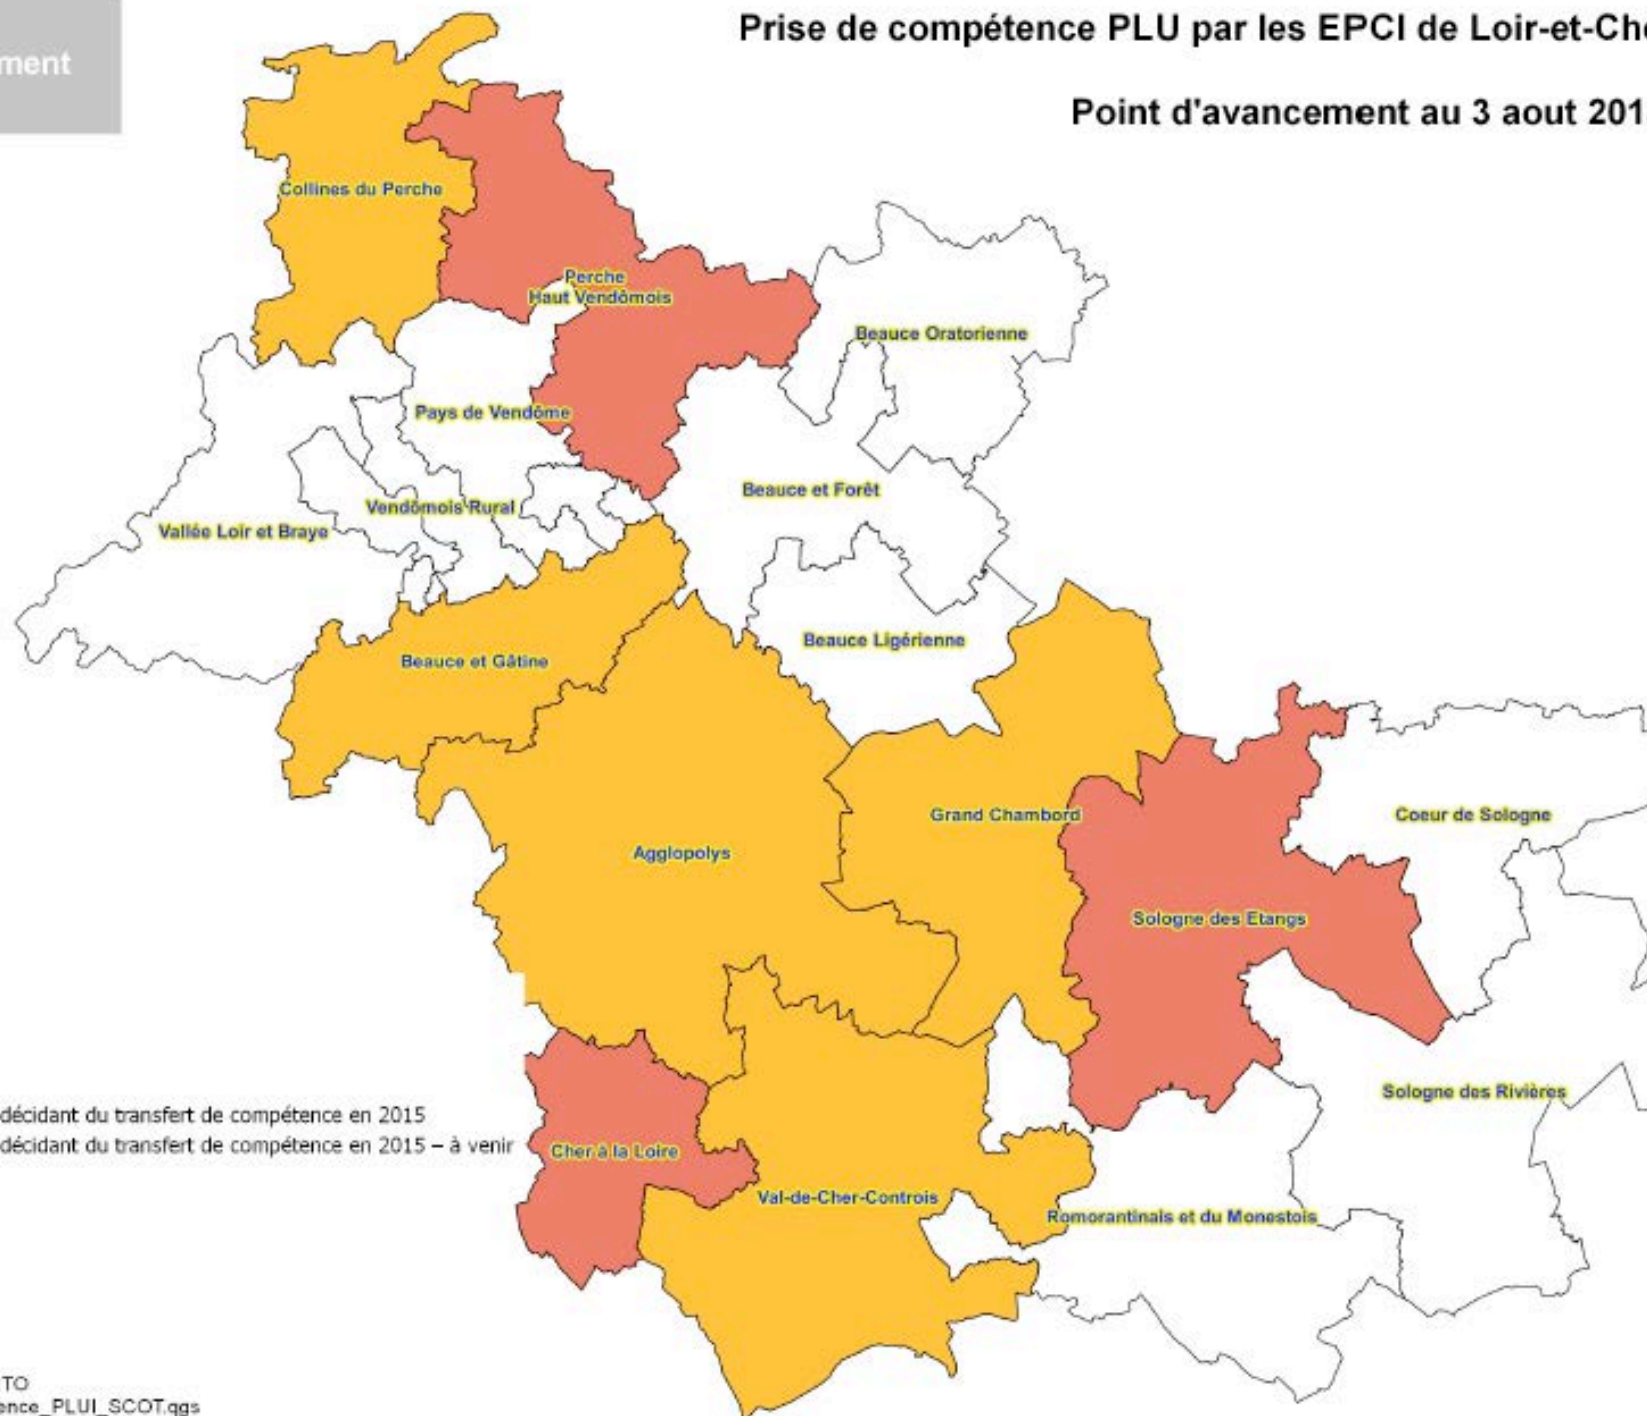 ment
Prise de compétence PLU par les EPCI de Loir-et-Che
Point d'avancement au 3 aout 201
Collines du Perche
Perche
Haut Vendômois
Beauce Oratorienne
Pays de Vendôme
Beauce et Forêt
Vendômois Rural
Vallée Loir et Braye
Beauce Ligérienne
Beauce et Gâtine
Grand Chambord
Coeur de Sologne
Agglopolys
Sologne des Etangs
Sologne des Rivières
décidant du transfert de compétence en 2015
décidant du transfert de compétence en 2015 – à venir
Cher à la Loire
Val-de-Cher-Controis
Romorantinais et du Monestois
TO
ence_PLUI_SCOT.qgs